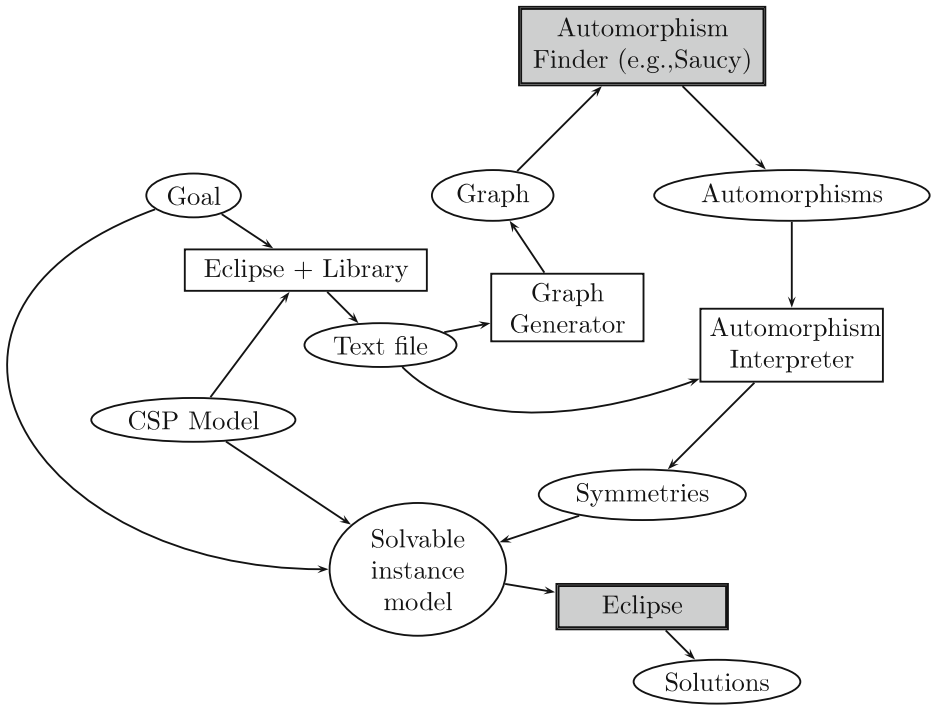 Automorphism
Finder (e.g.,Saucy)
Goal
Graph
Automorphisms
Eclipse + Library
Graph
Generator
Text file
Automorphism
Interpreter
CSP Model
Symmetries
Solvable
instance
model
Eclipse
Solutions